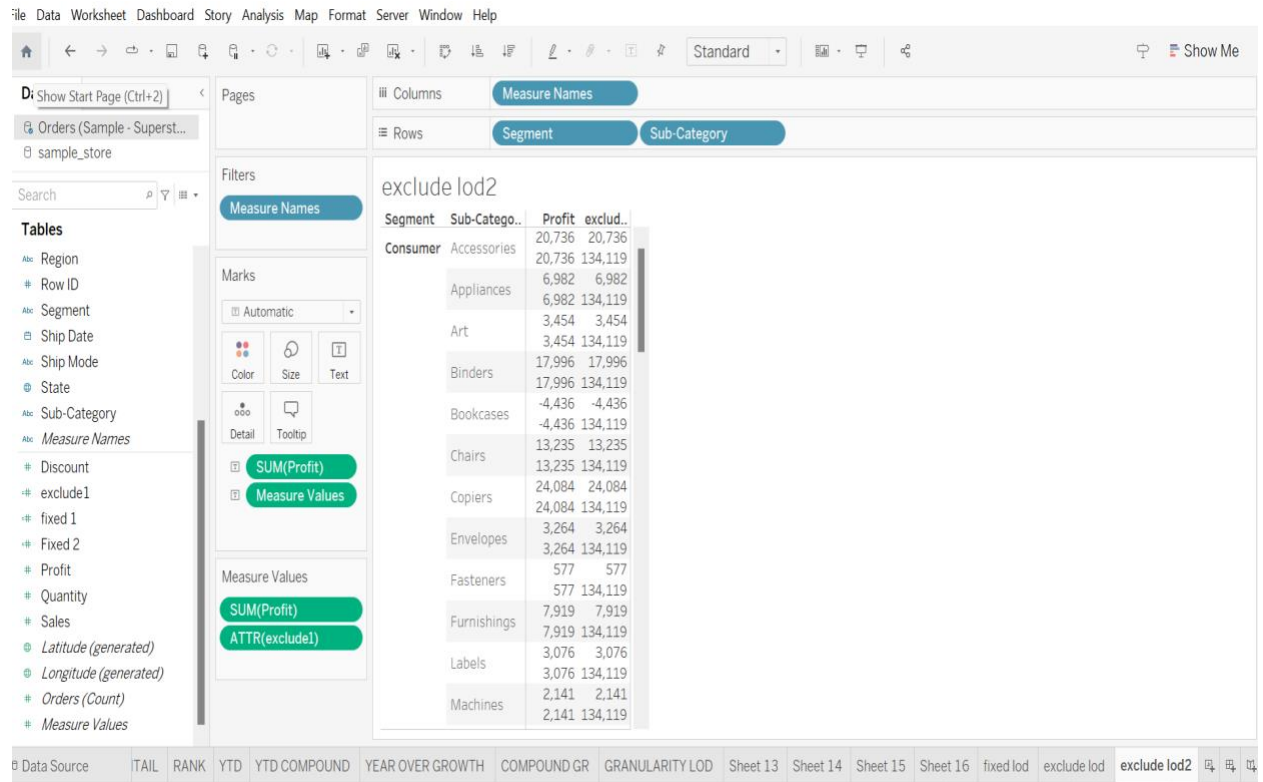 File Data Worksheet Dashboard Story Analysis Map Format Server Window Help
Standard Show Me
Show Start Page (Ctrl+2)
Orders (Sample - Superst...
sample_store
Search
Tables
Abc Region
# Row ID
Abc Segment
Ship Date
Abc Ship Mode
State
Abc Sub-Category
Abc Measure Names
# Discount
=# exclude1
=# fixed 1
=# Fixed 2
# Profit
# Quantity
# Sales
Latitude (generated)
Longitude (generated)
# Orders (Count)
# Measure Values
Pages
Filters
Measure Names
Marks
Automatic
Color Size Text
Detail Tooltip
SUM(Profit)
Measure Values
Measure Values
SUM(Profit)
ATTR(exclude1)
Columns Measure Names
Rows Segment Sub-Category
exclude lod2
Segment Sub-Catego.. Profit exclud..
Consumer Accessories 20,736 20,736
20,736 134,119
Appliances 6,982 6,982
6,982 134,119
Art 3,454 3,454
3,454 134,119
Binders 17,996 17,996
17,996 134,119
Bookcases -4,436 -4,436
-4,436 134,119
Chairs 13,235 13,235
13,235 134,119
Copiers 24,084 24,084
24,084 134,119
Envelopes 3,264 3,264
3,264 134,119
Fasteners 577 577
577 134,119
Furnishings 7,919 7,919
7,919 134,119
Labels 3,076 3,076
3,076 134,119
Machines 2,141 2,141
2,141 134,119
Data Source TAIL RANK YTD YTD COMPOUND YEAR OVER GROWTH COMPOUND GR GRANULARITY LOD Sheet 13 Sheet 14 Sheet 15 Sheet 16 fixed lod exclude lod exclude lod2